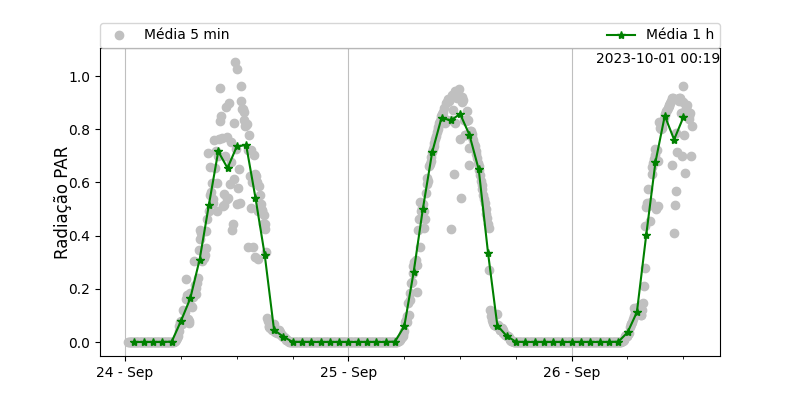 Média 5 min
Média 1 h
2023-10-01 00:19
Radiação PAR
1.0
0.8
0.6
0.4
0.2
0.0
24 - Sep
25 - Sep
26 - Sep